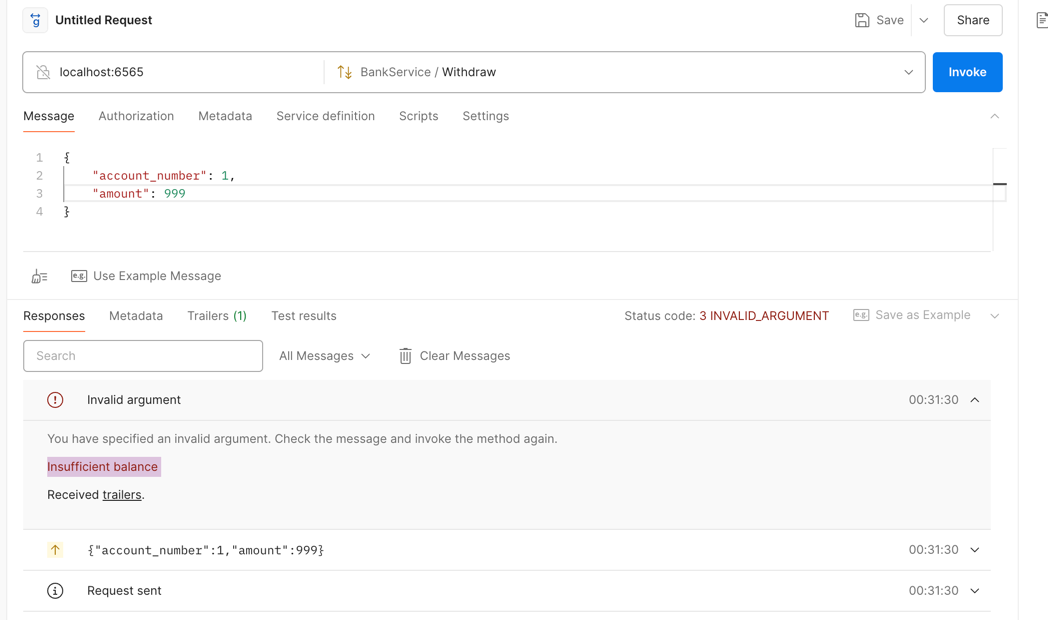 Untitled Request
Save
Share
localhost:6565
BankService / Withdraw
Invoke
Message Authorization Metadata Service definition Scripts Settings
1 {
2 "account_number": 1,
3 "amount": 999
4 }
Use Example Message
Responses Metadata Trailers (1) Test results
Status code: 3 INVALID_ARGUMENT
Save as Example
Search
All Messages
Clear Messages
Invalid argument 00:31:30
You have specified an invalid argument. Check the message and invoke the method again.
Insufficient balance
Received trailers.
{"account_number":1,"amount":999} 00:31:30
Request sent 00:31:30